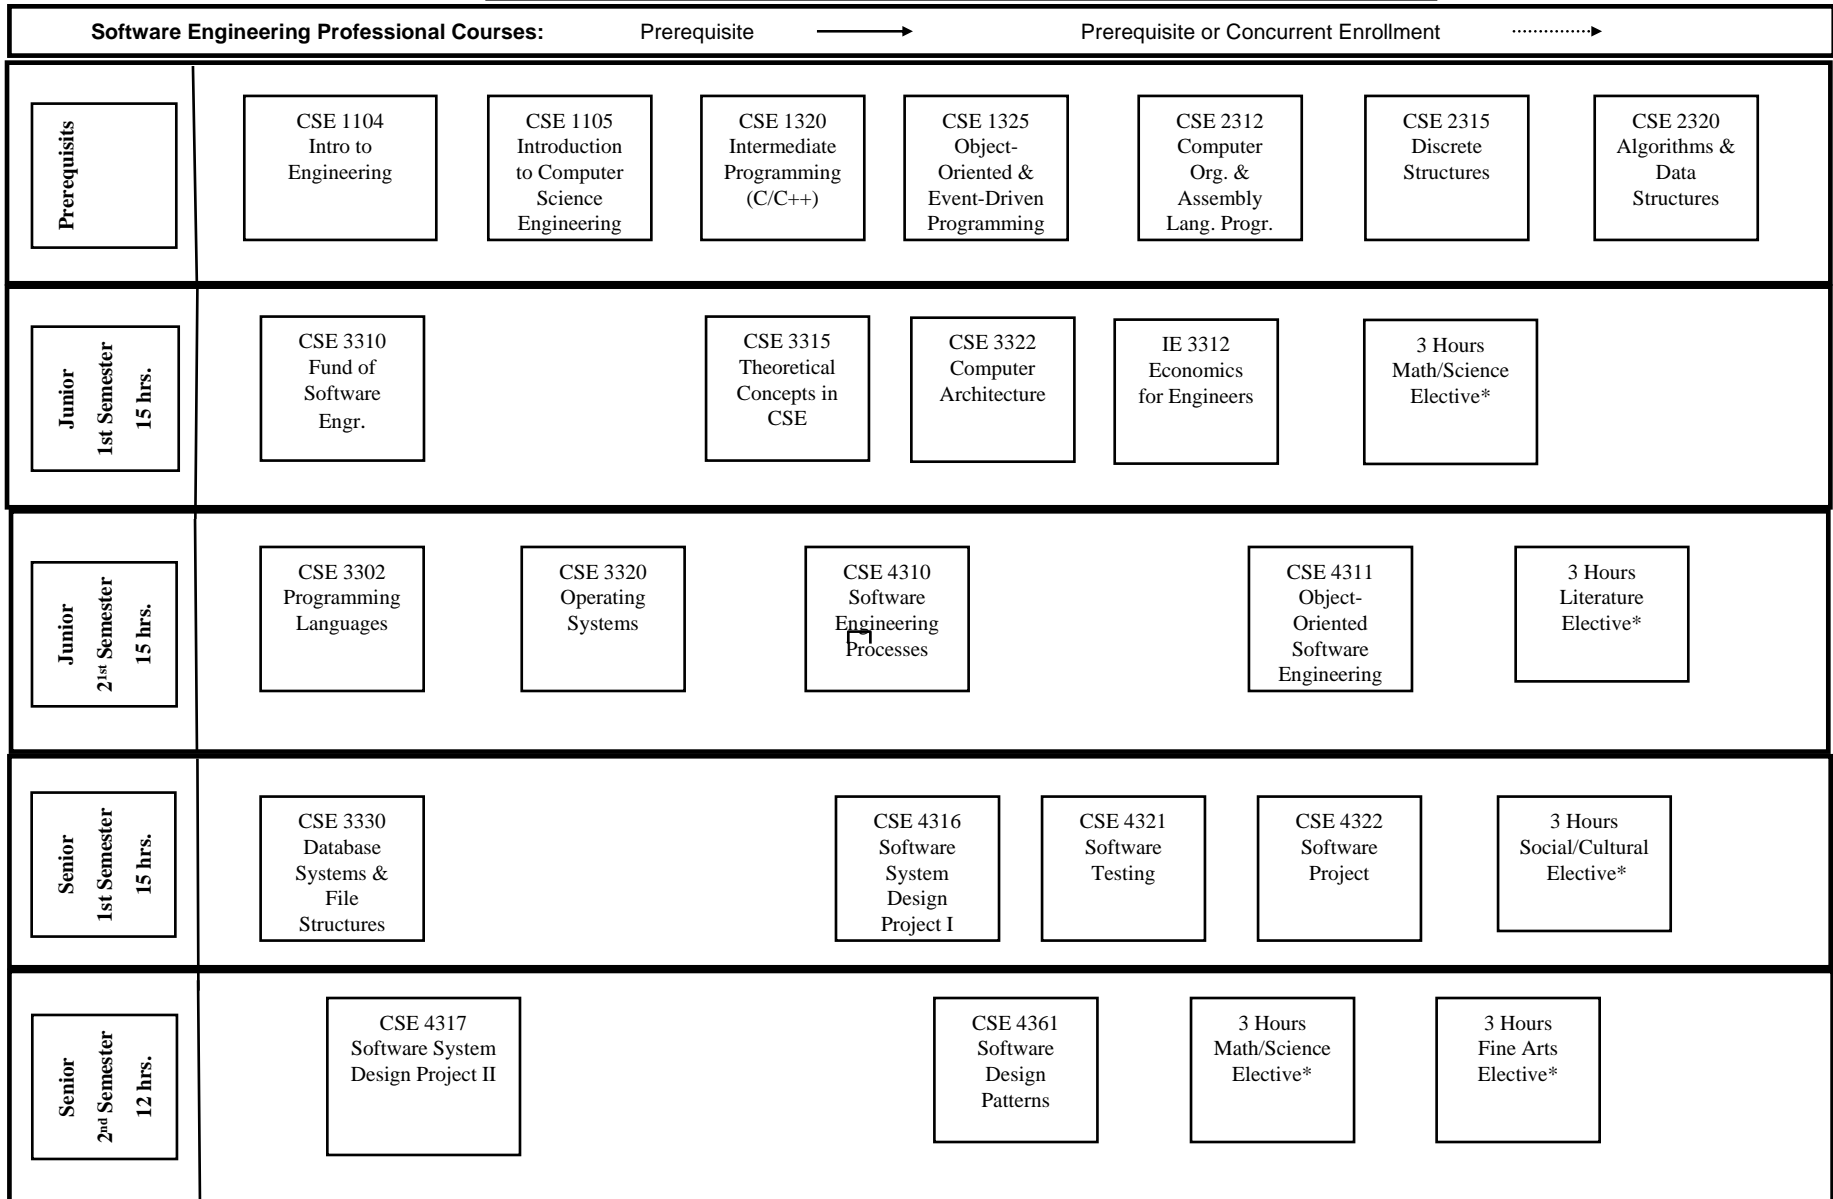 Software Engineering Professional Courses: Prerequisite Prerequisite or Concurrent Enrollment
Prerequisits
CSE 1104
Intro to
Engineering
CSE 1105
Introduction
to Computer
Science
Engineering
CSE 1320
Intermediate
Programming
(C/C++)
CSE 1325
Object-
Oriented &
Event-Driven
Programming
CSE 2312
Computer
Org. &
Assembly
Lang. Progr.
CSE 2315
Discrete
Structures
CSE 2320
Algorithms &
Data
Structures
Junior
1st Semester
15 hrs.
CSE 3310
Fund of
Software
Engr.
CSE 3315
Theoretical
Concepts in
CSE
CSE 3322
Computer
Architecture
IE 3312
Economics
for Engineers
3 Hours
Math/Science
Elective*
Junior
21st Semester
15 hrs.
CSE 3302
Programming
Languages
CSE 3320
Operating
Systems
CSE 4310
Software
Engineering
Processes
CSE 4311
Object-
Oriented
Software
Engineering
3 Hours
Literature
Elective*
Senior
1st Semester
15 hrs.
CSE 3330
Database
Systems &
File
Structures
CSE 4316
Software
System
Design
Project I
CSE 4321
Software
Testing
CSE 4322
Software
Project
3 Hours
Social/Cultural
Elective*
Senior
2nd Semester
12 hrs.
CSE 4317
Software System
Design Project II
CSE 4361
Software
Design
Patterns
3 Hours
Math/Science
Elective*
3 Hours
Fine Arts
Elective*